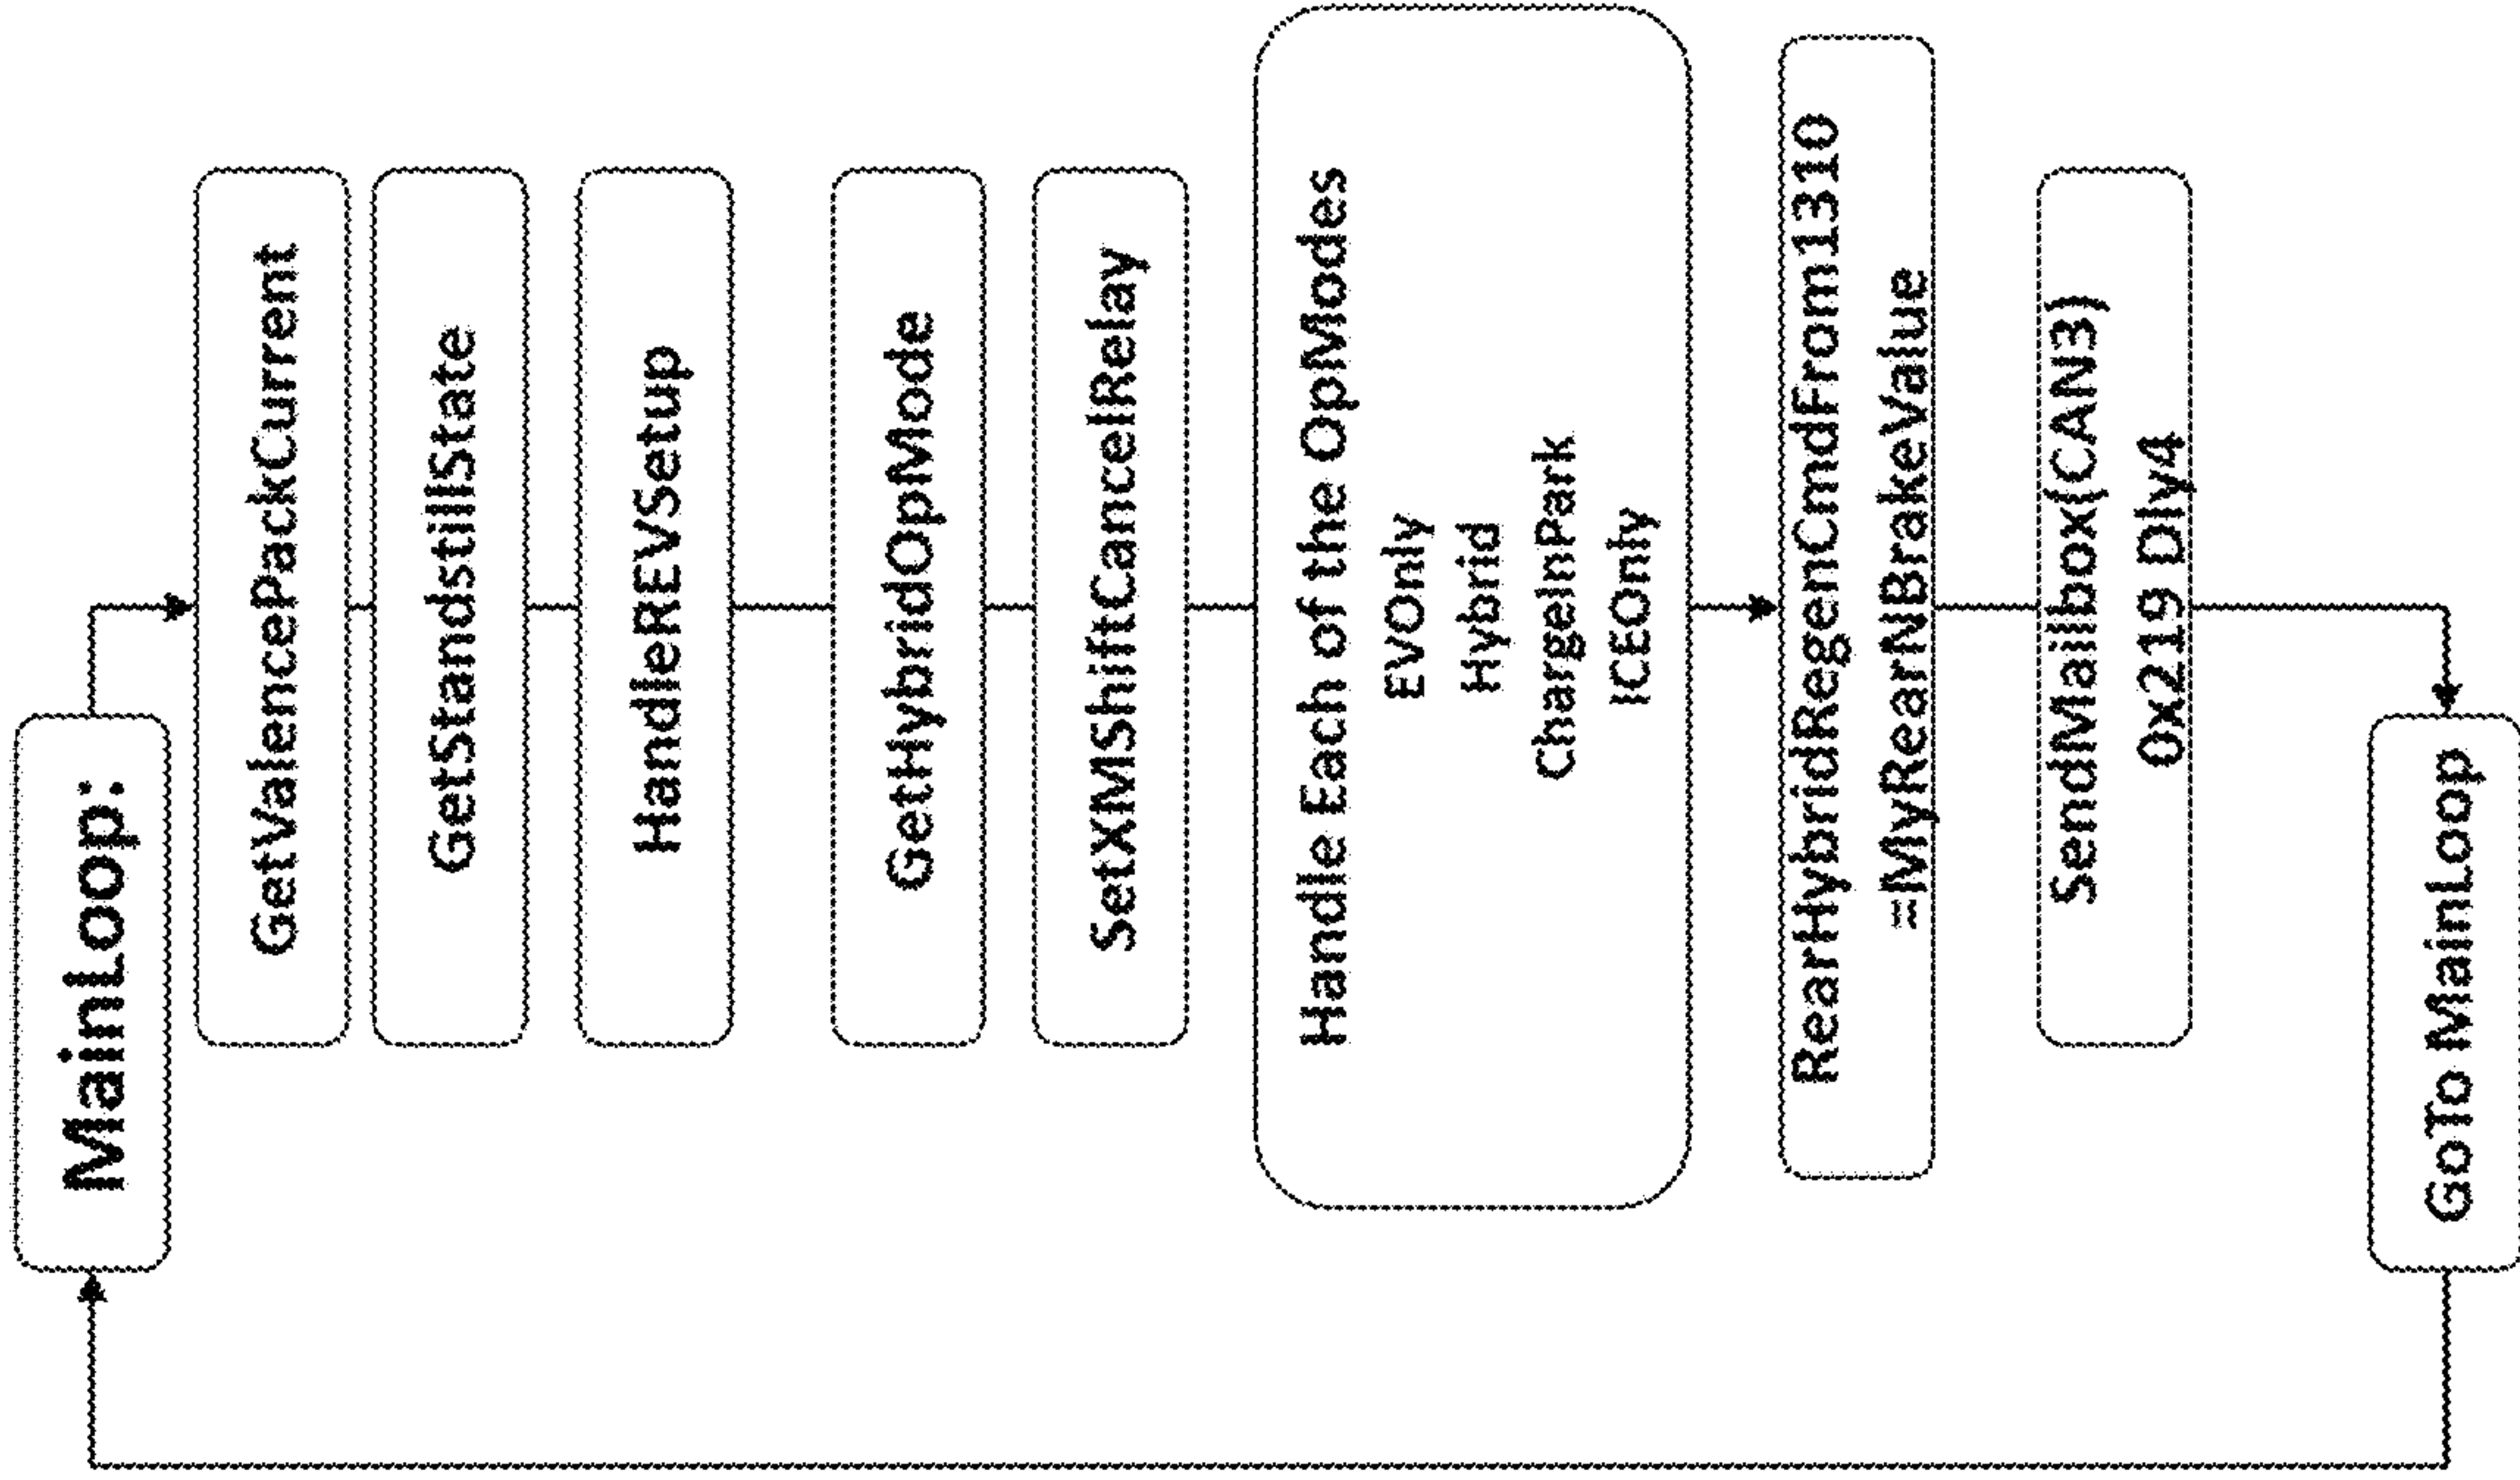 MainLoop:
GetValencePackCurrent
GetStandstillState
HandleREVSetup
GetHybridOpMode
SetXMShiftCancelRelay
Handle Each of the OpModes
EVOnly
Hybrid
ChargeInPark
ICEOnly
RearHybridRegenCmdFrom1310
=MyRearNBrakeValue
SendMailbox(CAN3)
0x219 Dly4
GoTo MainLoop